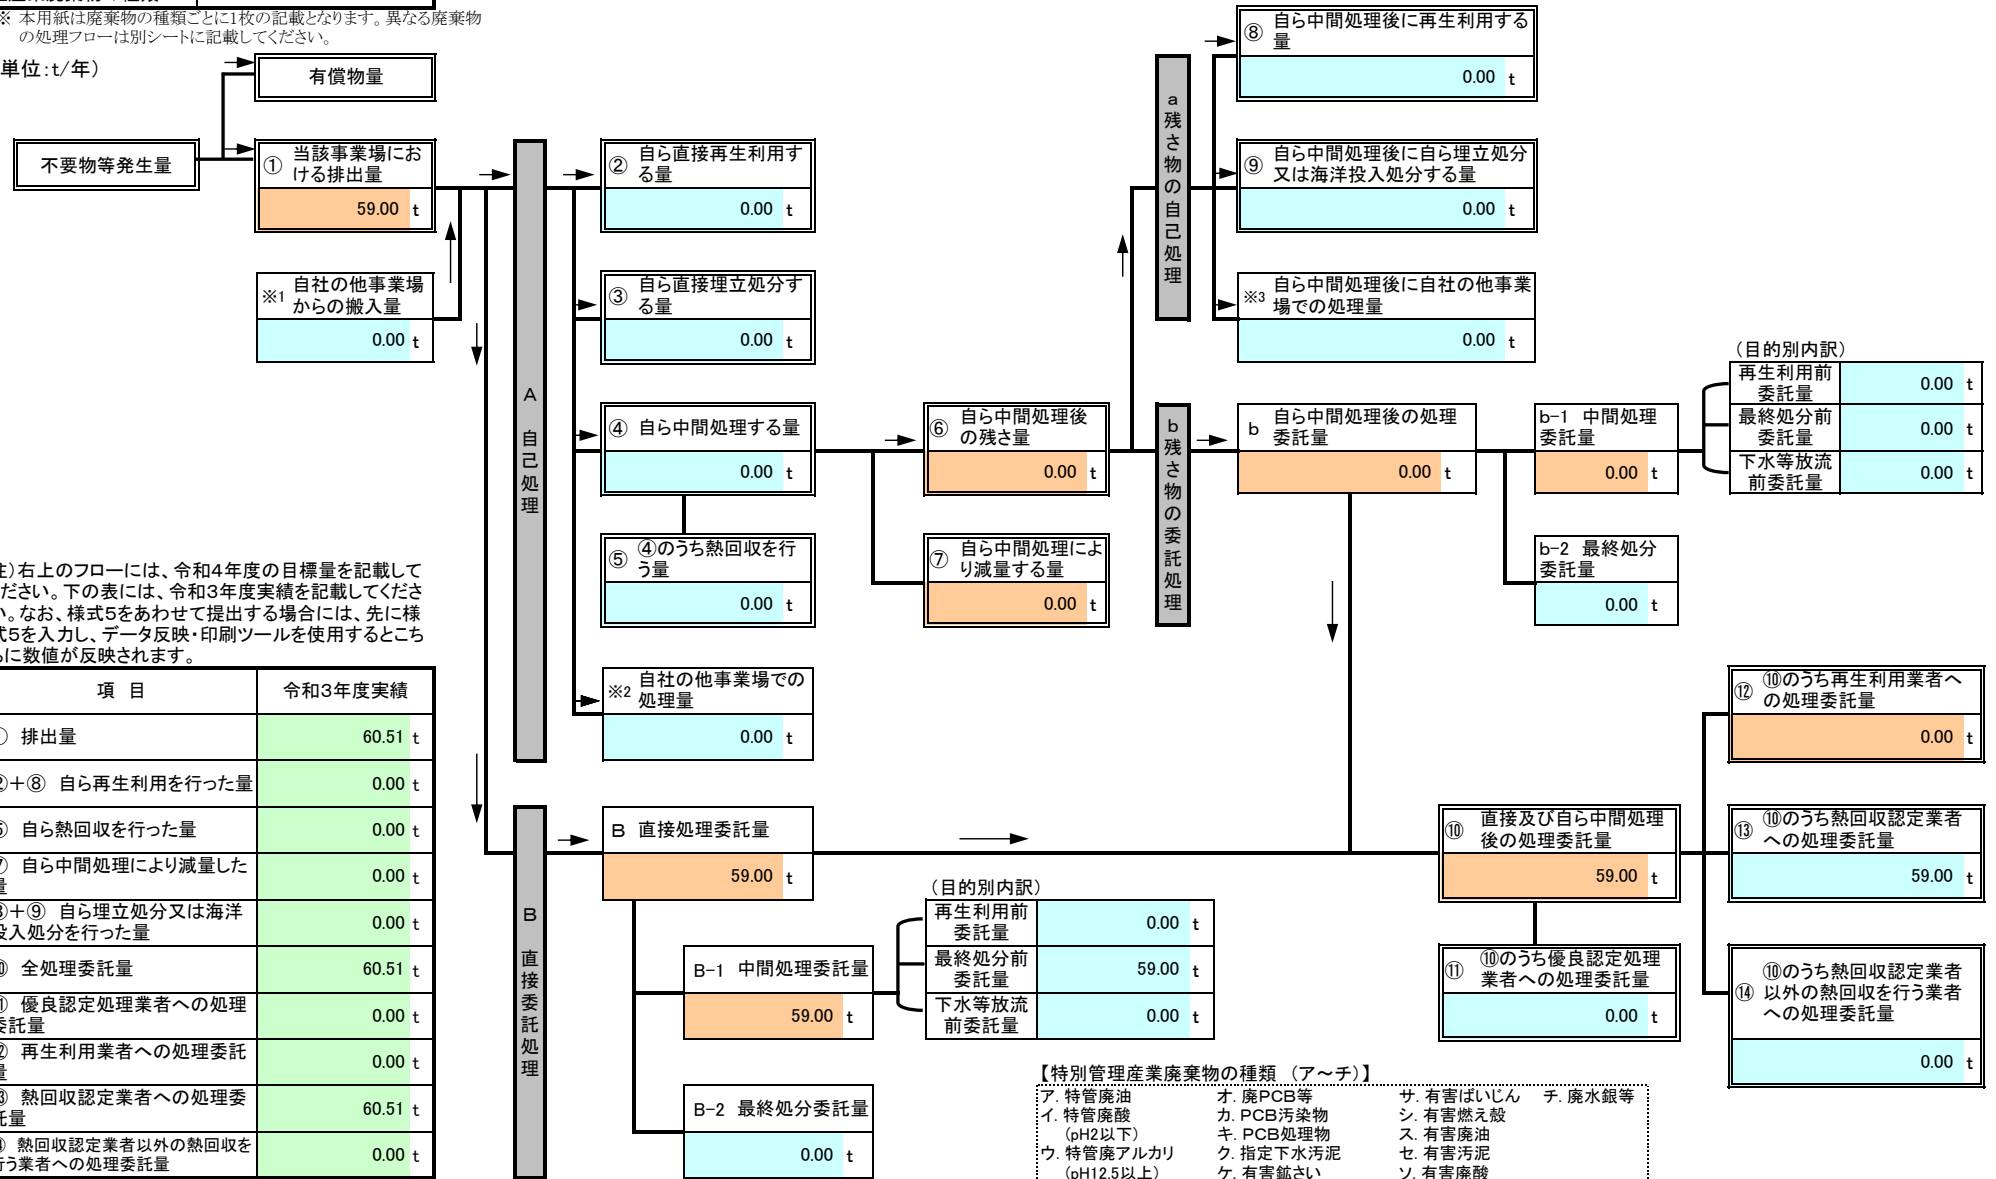 ※ 本用紙は廃棄物の種類ごとに1枚の記載となります。異なる廃棄物
の処理フローは別シートに記載してください。
単位：t/年）
有償物量
不要物等発生量
① 当該事業場にお
ける排出量
59.00 t
※1 自社の他事業場
からの搬入量
0.00 t
A 自己処理
② 自ら直接再生利用す
る量
0.00 t
③ 自ら直接埋立処分す
る量
0.00 t
④ 自ら中間処理する量
0.00 t
⑤ ④のうち熱回収を行
う量
0.00 t
※2 自社の他事業場での
処理量
0.00 t
⑥ 自ら中間処理後
の残さ量
0.00 t
⑦ 自ら中間処理によ
り減量する量
0.00 t
a 残さ物の自己処理
⑧ 自ら中間処理後に再生利用する
量
0.00 t
⑨ 自ら中間処理後に自ら埋立処分
又は海洋投入処分する量
0.00 t
※3 自ら中間処理後に自社の他事業
場での処理量
0.00 t
b 残さ物の委託処理
b 自ら中間処理後の処理
委託量
0.00 t
b-1 中間処理
委託量
0.00 t
b-2 最終処分
委託量
0.00 t
（目的別内訳）
再生利用前
委託量
0.00 t
最終処分前
委託量
0.00 t
下水等放流
前委託量
0.00 t
注）右上のフローには、令和4年度の目標量を記載して
ください。下の表には、令和3年度実績を記載してくださ
い。なお、様式5をあわせて提出する場合には、先に様
式5を入力し、データ反映・印刷ツールを使用するとこち
らに数値が反映されます。
項 目 令和3年度実績
① 排出量 60.51 t
②＋⑧ 自ら再生利用を行った量 0.00 t
⑤ 自ら熱回収を行った量 0.00 t
⑦ 自ら中間処理により減量した
量 0.00 t
③＋⑨ 自ら埋立処分又は海洋
投入処分を行った量 0.00 t
⑩ 全処理委託量 60.51 t
⑪ 優良認定処理業者への処理
委託量 0.00 t
⑫ 再生利用業者への処理委託
量 0.00 t
⑬ 熱回収認定業者への処理委
託量 60.51 t
⑭ 熱回収認定業者以外の熱回収を
行う業者への処理委託量 0.00 t
B 直接委託処理
B 直接処理委託量
59.00 t
B-1 中間処理委託量
59.00 t
B-2 最終処分委託量
0.00 t
（目的別内訳）
再生利用前
委託量
0.00 t
最終処分前
委託量
59.00 t
下水等放流
前委託量
0.00 t
⑩ 直接及び自ら中間処理
後の処理委託量
59.00 t
⑪ ⑩のうち優良認定処理
業者への処理委託量
0.00 t
⑫ ⑩のうち再生利用業者へ
の処理委託量
0.00 t
⑬ ⑩のうち熱回収認定業者
への処理委託量
59.00 t
⑭ ⑩のうち熱回収認定業者
以外の熱回収を行う業者
への処理委託量
0.00 t
【特別管理産業廃棄物の種類 （ア～チ）】
ア. 特管廃油 オ. 廃PCB等 サ. 有害ばいじん チ. 廃水銀等
イ. 特管廃酸 カ. PCB汚染物 シ. 有害燃え殻
（pH2以下） キ. PCB処理物 ス. 有害廃油
ウ. 特管廃アルカリ ク. 指定下水汚泥 セ. 有害汚泥
（pH12.5以上） ケ. 有害鉱さい ソ. 有害廃酸